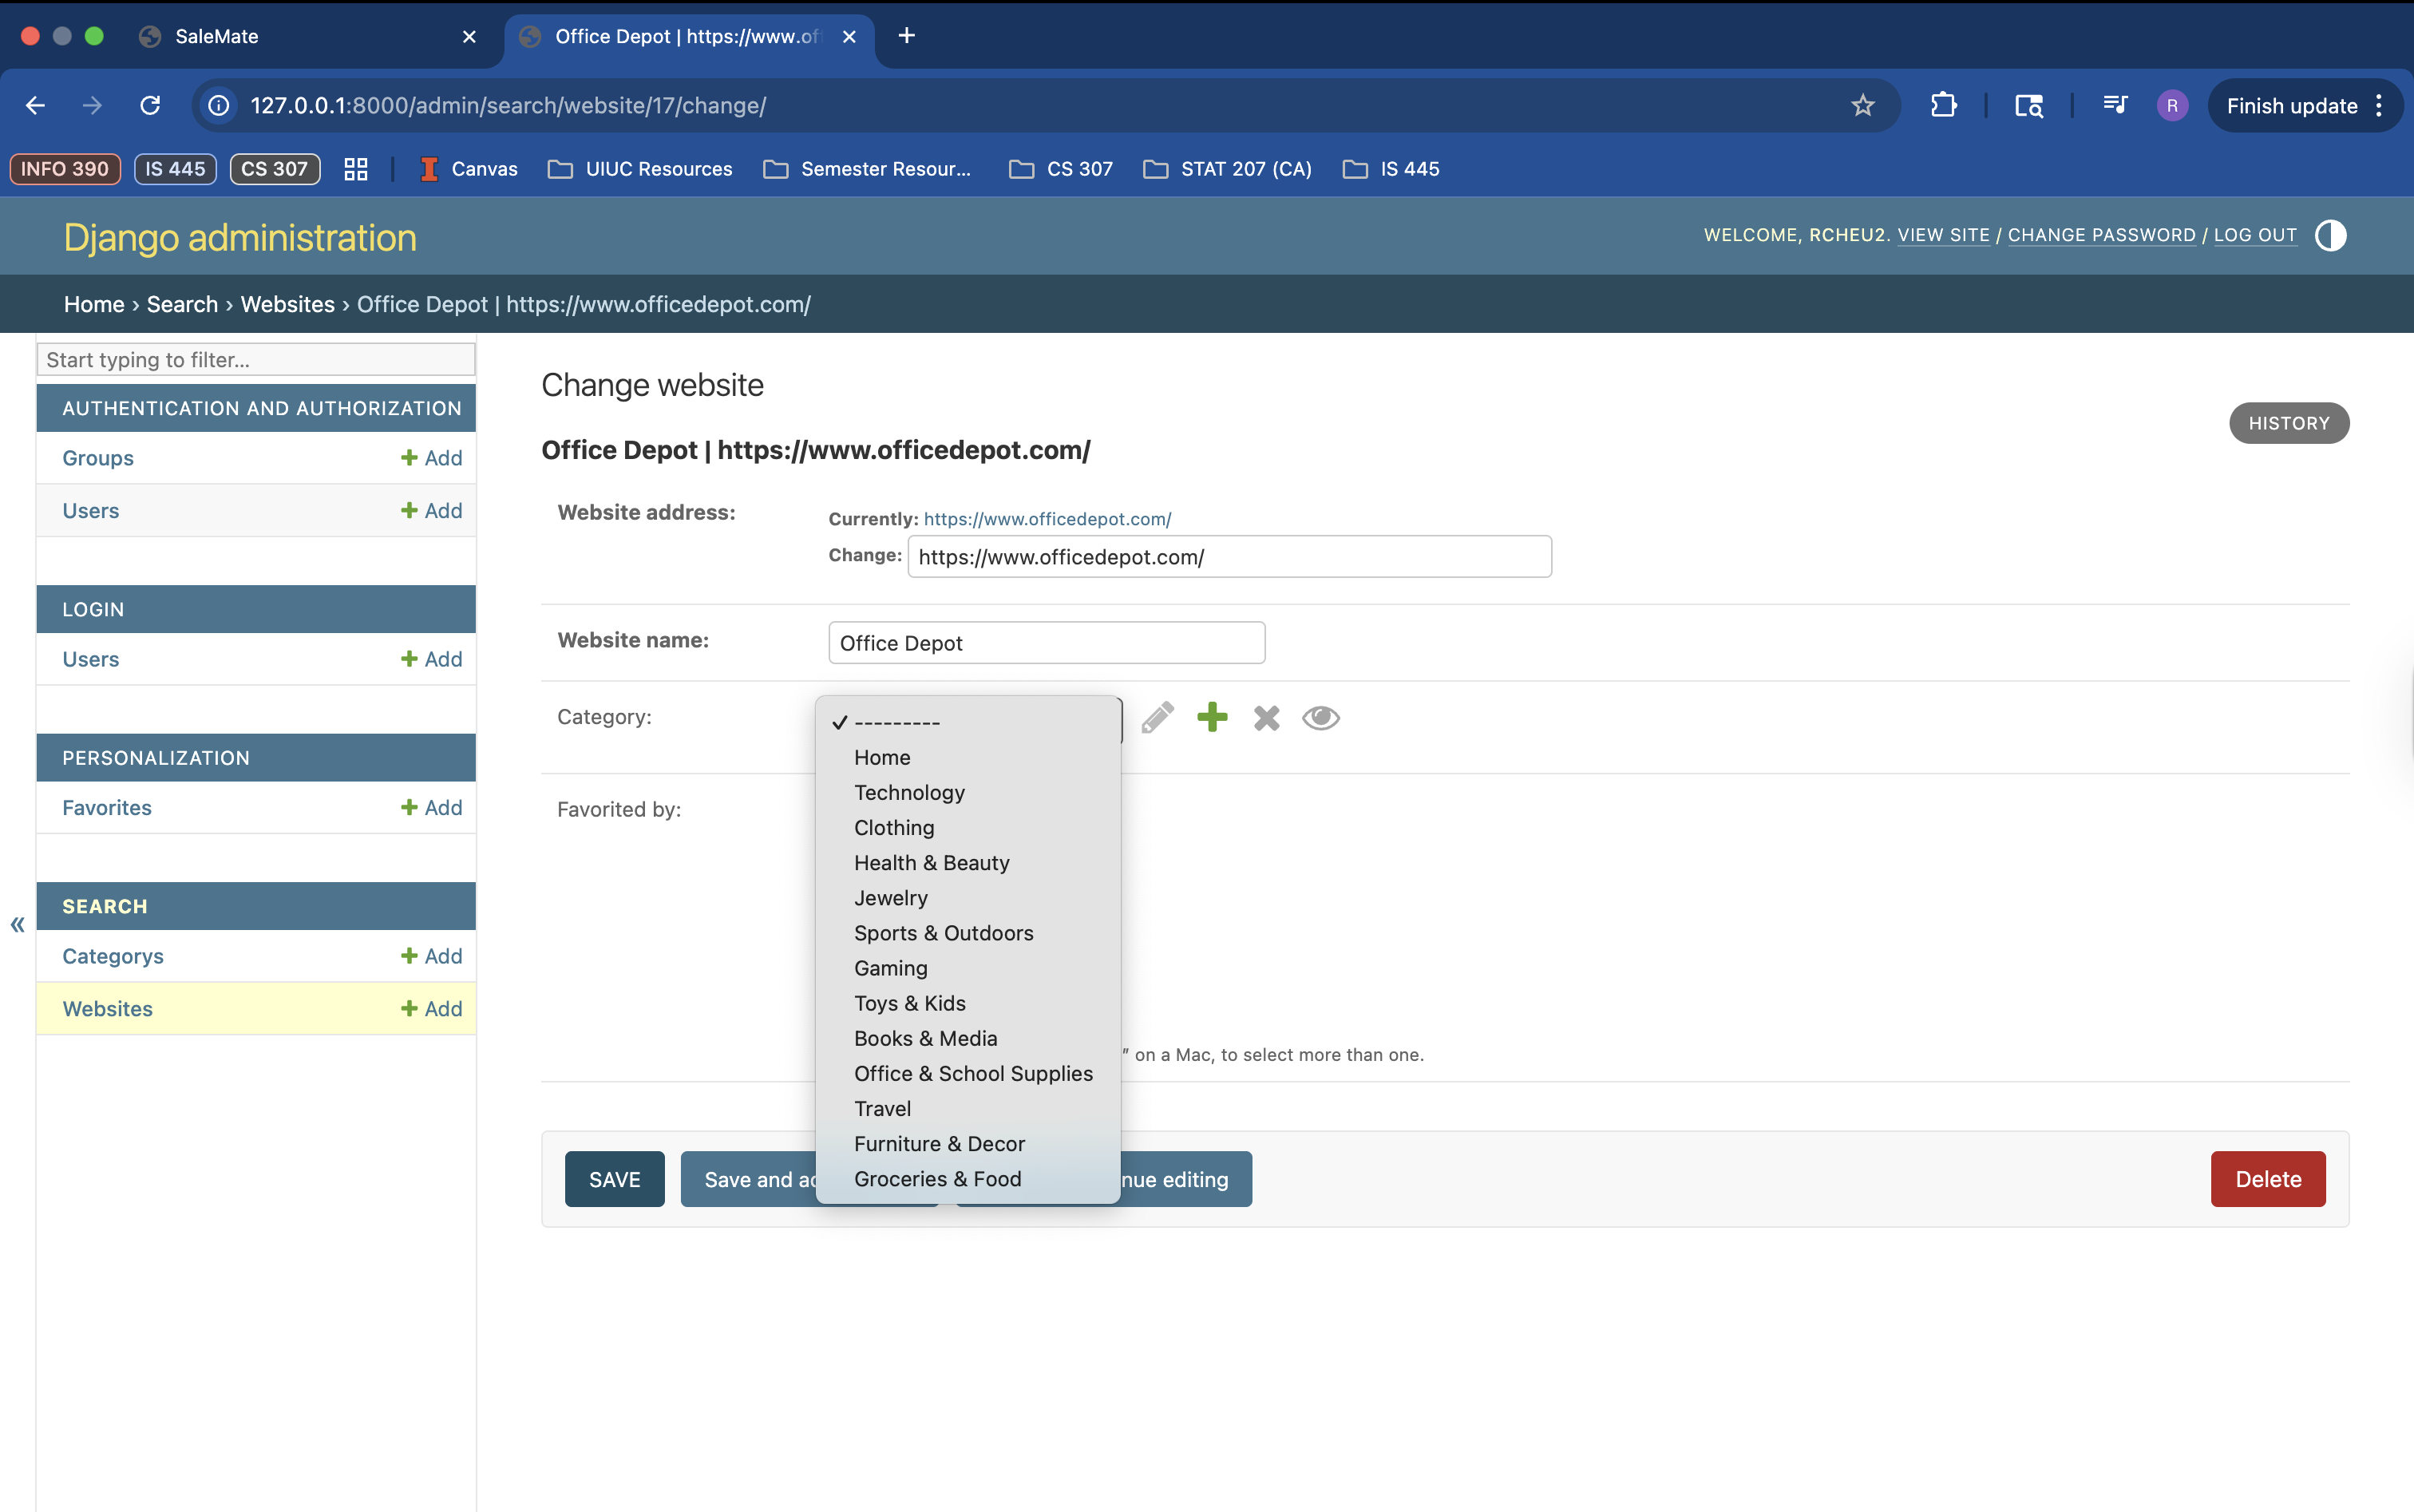 SaleMate
Office Depot | https://www.of
127.0.0.1:8000/admin/search/website/17/change/
R
Finish update
INFO 390
IS 445
CS 307
Canvas
UIUC Resources
Semester Resour...
CS 307
STAT 207 (CA)
IS 445
Django administration
WELCOME, RCHEU2. VIEW SITE / CHANGE PASSWORD / LOG OUT
Home › Search › Websites › Office Depot | https://www.officedepot.com/
Start typing to filter...
AUTHENTICATION AND AUTHORIZATION
Groups
Add
Users
Add
LOGIN
Users
Add
PERSONALIZATION
Favorites
Add
SEARCH
Categorys
Add
Websites
Add
«
Change website
HISTORY
Office Depot | https://www.officedepot.com/
Website address:
Currently: https://www.officedepot.com/
Change: https://www.officedepot.com/
Website name:
Office Depot
Category:
✓ ---------
Home
Technology
Clothing
Health & Beauty
Jewelry
Sports & Outdoors
Gaming
Toys & Kids
Books & Media
Office & School Supplies
Travel
Furniture & Decor
Groceries & Food
Favorited by:
” on a Mac, to select more than one.
SAVE
Save and ad
nue editing
Delete